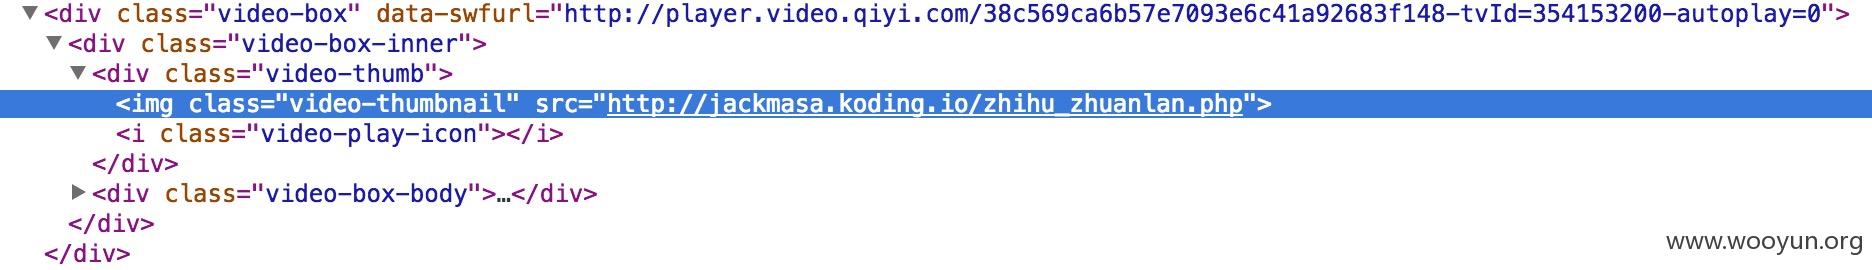 ▼<div class="video-box" data-swfurl="http://player.video.qiyi.com/38c569ca6b57e7093e6c41a92683f148-tvId=354153200-autoplay=0">
▼<div class="video-box-inner">
▼<div class="video-thumb">
<img class="video-thumbnail" src="http://jackmasa.koding.io/zhihu_zhuanlan.php">
<i class="video-play-icon"></i>
</div>
▶<div class="video-box-body">…</div>
</div>
</div>
www.wooyun.org